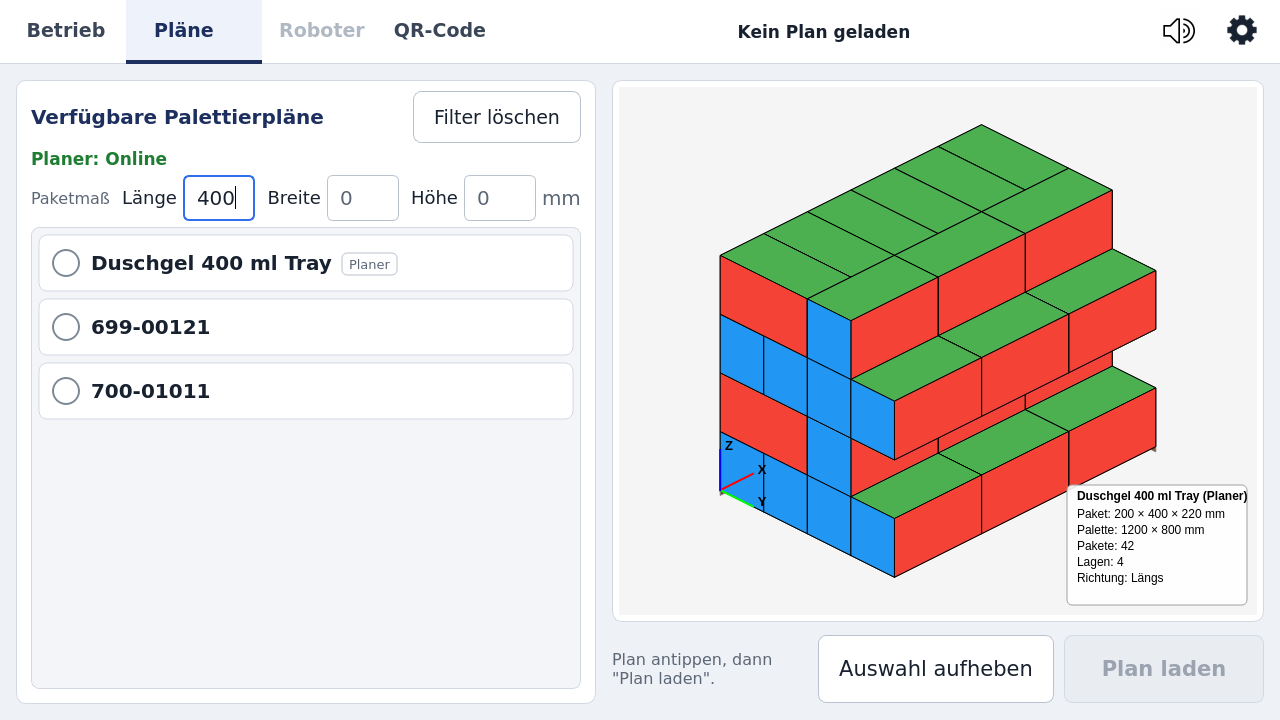 Betrieb Pläne Roboter QR-Code Kein Plan geladen
Verfügbare Palettierpläne Filter löschen
Planer: Online
Paketmaß Länge 400 Breite 0 Höhe 0 mm
Duschgel 400 ml Tray Planer
699-00121
700-01011
Z
X
Y
Duschgel 400 ml Tray (Planer)
Paket: 200 × 400 × 220 mm
Palette: 1200 × 800 mm
Pakete: 42
Lagen: 4
Richtung: Längs
Plan antippen, dann
"Plan laden".
Auswahl aufheben Plan laden